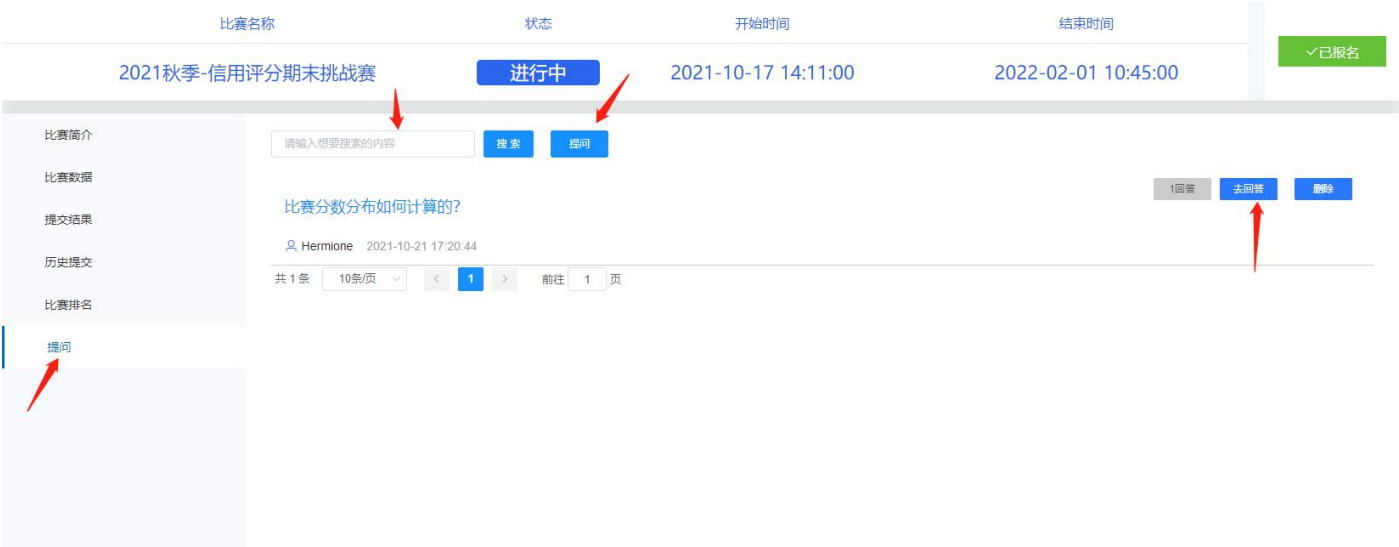 比赛名称 状态 开始时间 结束时间
✓已报名
2021秋季-信用评分期末挑战赛 进行中 2021-10-17 14:11:00 2022-02-01 10:45:00
比赛简介
比赛数据
提交结果
历史提交
比赛排名
提问
请输入想要搜索的内容 搜索 提问
1回答 去回答 删除
比赛分数分布如何计算的?
Hermione 2021-10-21 17:20:44
共 1 条 10条/页 < 1 > 前往 1 页